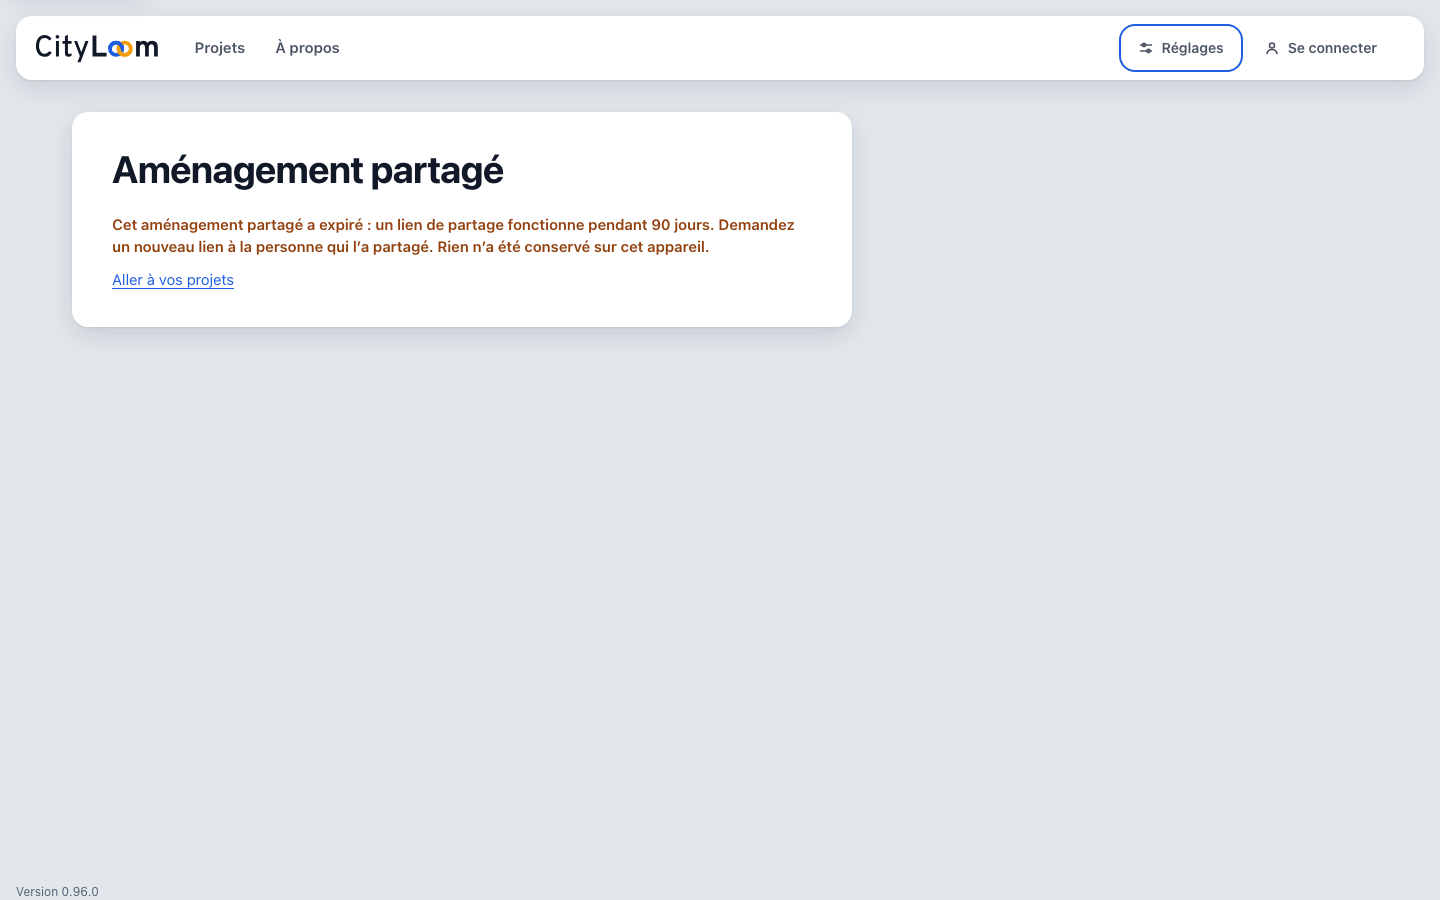 CityLoom
Projets
À propos
Réglages
Se connecter
Aménagement partagé
Cet aménagement partagé a expiré : un lien de partage fonctionne pendant 90 jours. Demandez
un nouveau lien à la personne qui l’a partagé. Rien n’a été conservé sur cet appareil.
Aller à vos projets
Version 0.96.0